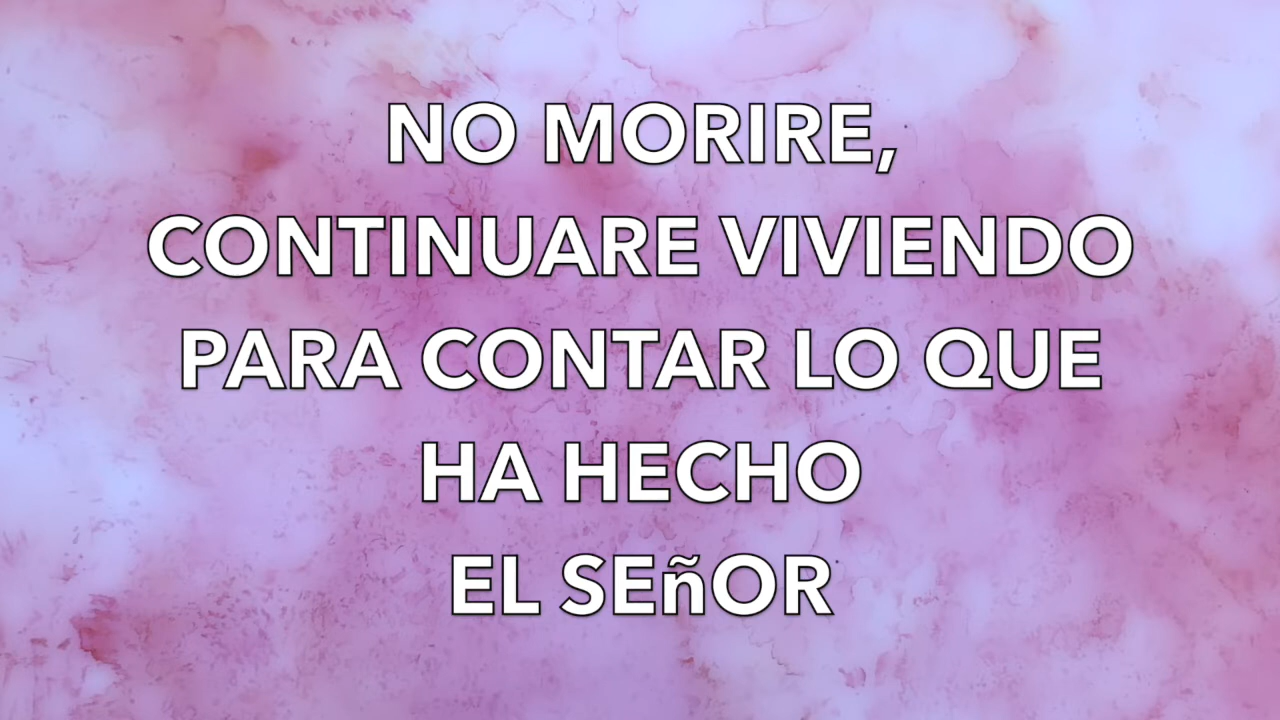 NO MORIRE,
CONTINUARE VIVIENDO
PARA CONTAR LO QUE
HA HECHO
EL SEñOR